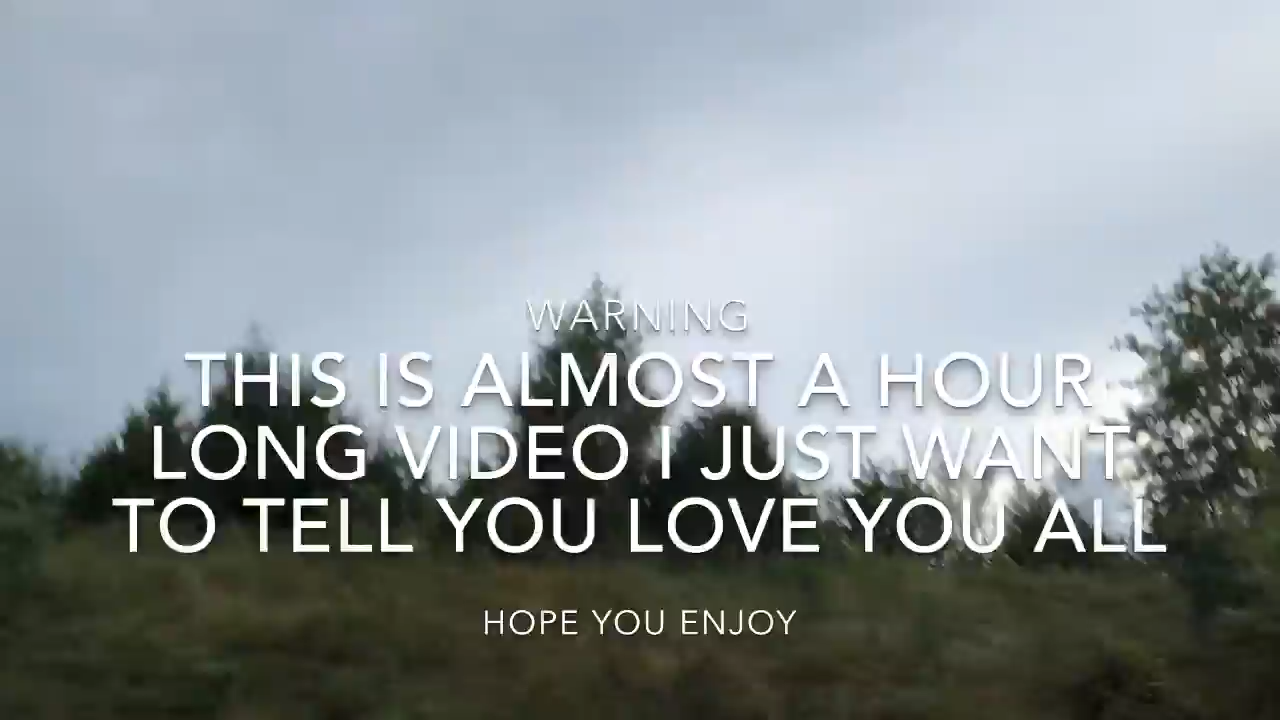 WARNING
THIS IS ALMOST A HOUR
LONG VIDEO I JUST WANT
TO TELL YOU LOVE YOU ALL
HOPE YOU ENJOY